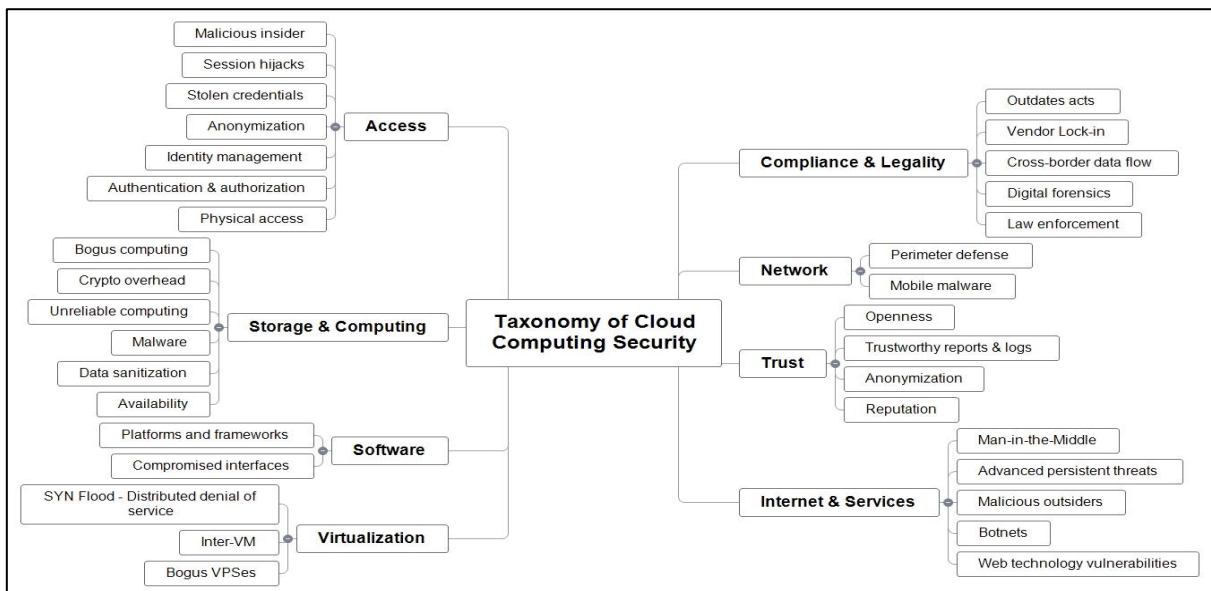 Malicious insider
Session hijacks
Stolen credentials
Anonymization
Identity management
Authentication & authorization
Physical access
Access
Bogus computing
Crypto overhead
Unreliable computing
Malware
Data sanitization
Availability
Storage & Computing
Platforms and frameworks
Compromised interfaces
Software
SYN Flood - Distributed denial of
service
Inter-VM
Bogus VPSes
Virtualization
Taxonomy of Cloud
Computing Security
Compliance & Legality
Outdates acts
Vendor Lock-in
Cross-border data flow
Digital forensics
Law enforcement
Network
Perimeter defense
Mobile malware
Trust
Openness
Trustworthy reports & logs
Anonymization
Reputation
Internet & Services
Man-in-the-Middle
Advanced persistent threats
Malicious outsiders
Botnets
Web technology vulnerabilities